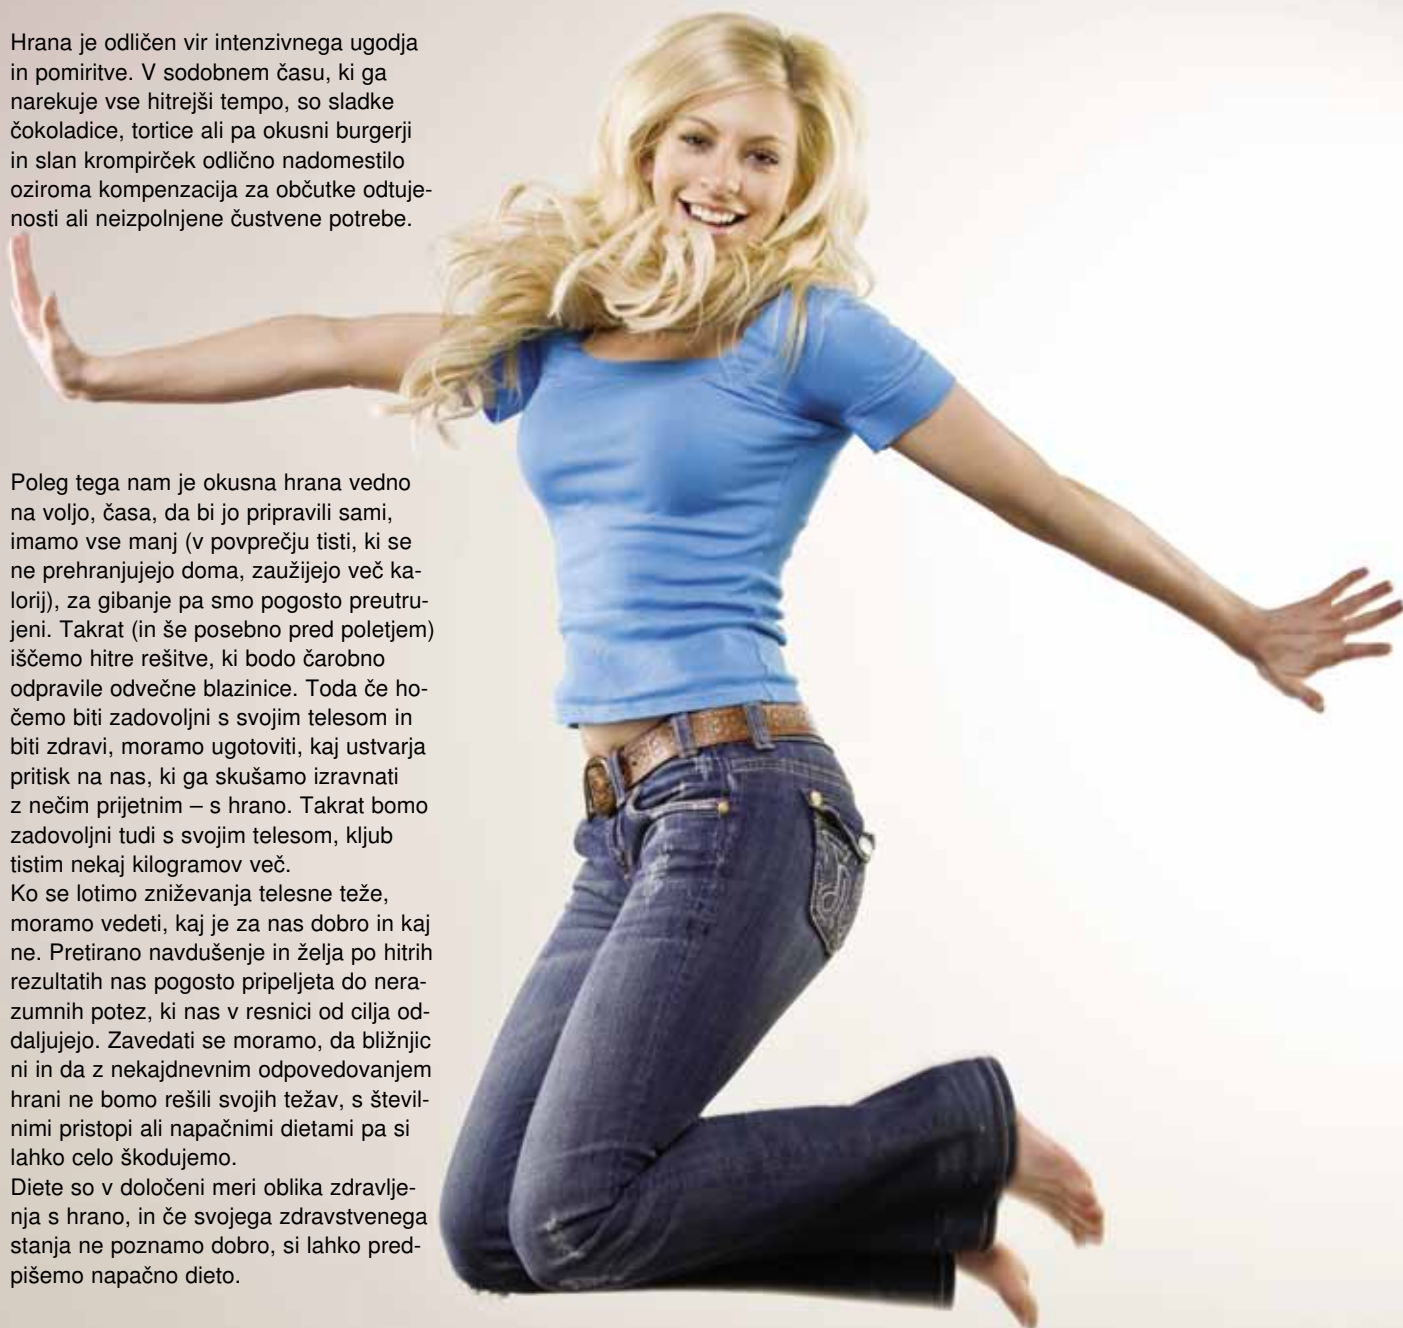 Hrana je odličen vir intenzivnega ugodja
in pomiritve. V sodobnem času, ki ga
narekuje vse hitrejši tempo, so sladke
čokoladice, tortice ali pa okusni burgerji
in slan krompirček odlično nadomestilo
oziroma kompenzacija za občutke odtuje-
nosti ali neizpolnjene čustvene potrebe.
Poleg tega nam je okusna hrana vedno
na voljo, časa, da bi jo pripravili sami,
imamo vse manj (v povprečju tisti, ki se
ne prehranjujejo doma, zaužijejo več ka-
lorij), za gibanje pa smo pogosto preutru-
jeni. Takrat (in še posebno pred poletjem)
iščemo hitre rešitve, ki bodo čarobno
odpravile odvečne blazinice. Toda če ho-
čemo biti zadovoljni s svojim telesom in
biti zdravi, moramo ugotoviti, kaj ustvarja
pritisk na nas, ki ga skušamo izravnati
z nečim prijetnim – s hrano. Takrat bomo
zadovoljni tudi s svojim telesom, kljub
tistim nekaj kilogramov več.
Ko se lotimo zniževanja telesne teže,
moramo vedeti, kaj je za nas dobro in kaj
ne. Pretirano navdušenje in želja po hitrih
rezultatih nas pogosto pripeljeta do nera-
zumnih potez, ki nas v resnici od cilja od-
daljujejo. Zavedati se moramo, da bližnjic
ni in da z nekajdnevnim odpovedovanjem
hrani ne bomo rešili svojih težav, s števil-
nimi pristopi ali napačnimi dietami pa si
lahko celo škodujemo.
Diete so v določeni meri oblika zdravlje-
nja s hrano, in če svojega zdravstvenega
stanja ne poznamo dobro, si lahko pred-
pišemo napačno dieto.